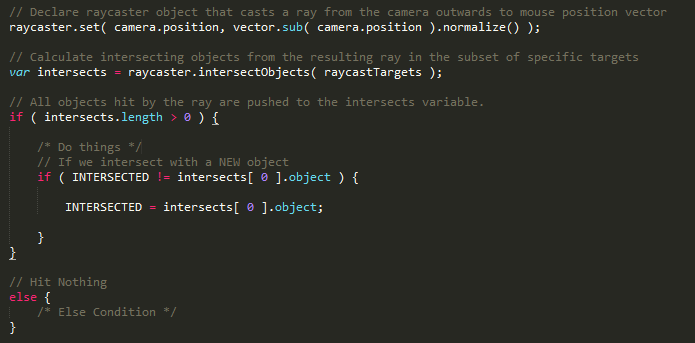 // Declare raycaster object that casts a ray from the camera outwards to mouse position vector
raycaster.set( camera.position, vector.sub( camera.position ).normalize() );
// Calculate intersecting objects from the resulting ray in the subset of specific targets
var intersects = raycaster.intersectObjects( raycastTargets );
// All objects hit by the ray are pushed to the intersects variable.
if ( intersects.length > 0 ) {
/* Do things */
// If we intersect with a NEW object
if ( INTERSECTED != intersects[ 0 ].object ) {
INTERSECTED = intersects[ 0 ].object;
}
}
// Hit Nothing
else {
/* Else Condition */
}